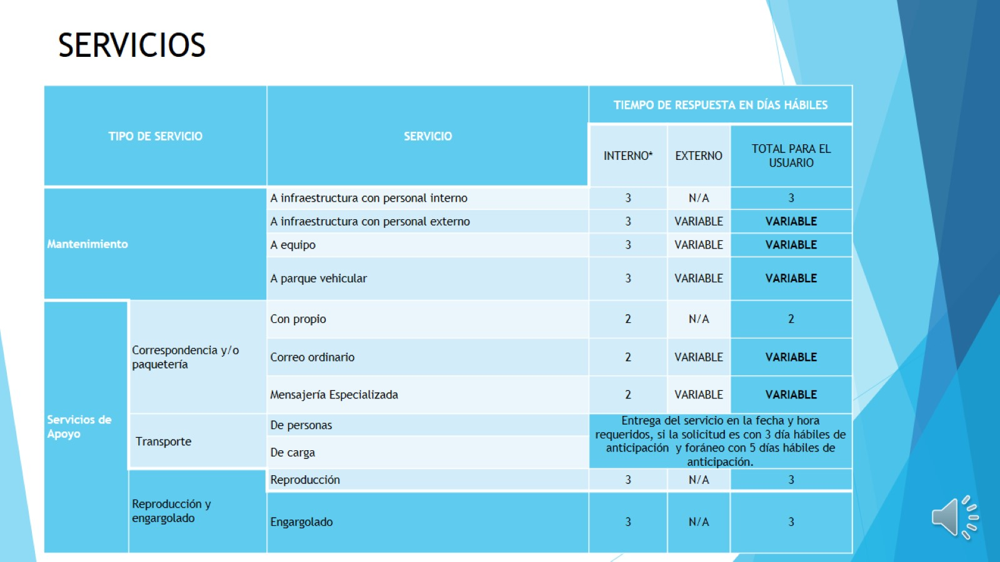 SERVICIOS
TIPO DE SERVICIO
SERVICIO
TIEMPO DE RESPUESTA EN DÍAS HÁBILES
INTERNO*
EXTERNO
TOTAL PARA EL
USUARIO
Mantenimiento
A infraestructura con personal interno
3
N/A
3
A infraestructura con personal externo
3
VARIABLE
VARIABLE
A equipo
3
VARIABLE
VARIABLE
A parque vehicular
3
VARIABLE
VARIABLE
Servicios de
Apoyo
Correspondencia y/o
paquetería
Con propio
2
N/A
2
Correo ordinario
2
VARIABLE
VARIABLE
Mensajería Especializada
2
VARIABLE
VARIABLE
Transporte
De personas
De carga
Entrega del servicio en la fecha y hora
requeridos, si la solicitud es con 3 día hábiles de
anticipación y foráneo con 5 días hábiles de
anticipación.
Reproducción y
engargolado
Reproducción
3
N/A
3
Engargolado
3
N/A
3